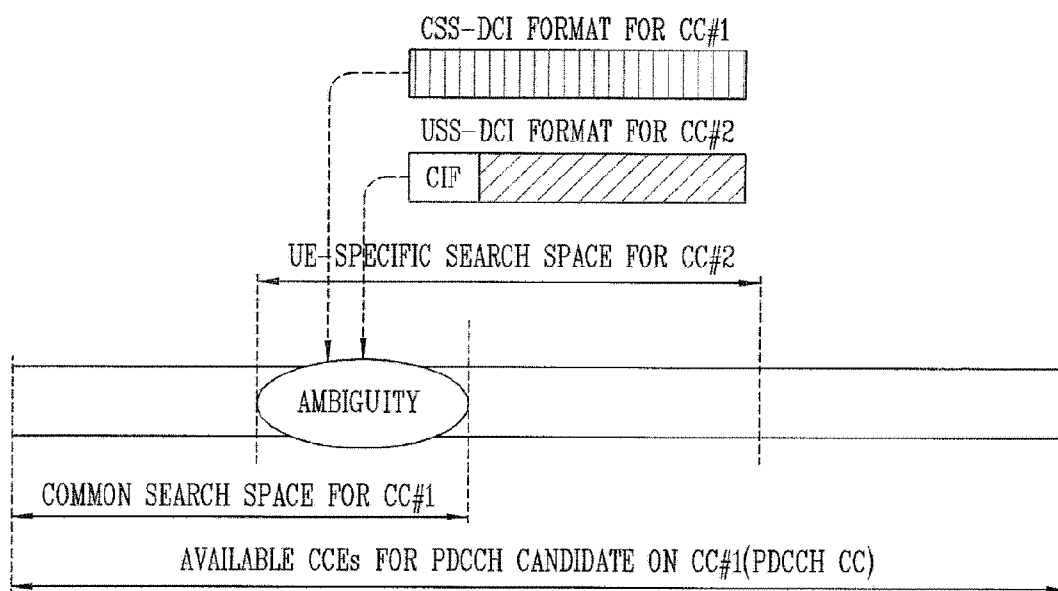 CSS-DCI FORMAT FOR CC#1
USS-DCI FORMAT FOR CC#2
CIF
UE-SPECIFIC SEARCH SPACE FOR CC#2
AMBIGUITY
COMMON SEARCH SPACE FOR CC#1
AVAILABLE CCEs FOR PDCCH CANDIDATE ON CC#1(PDCCH CC)